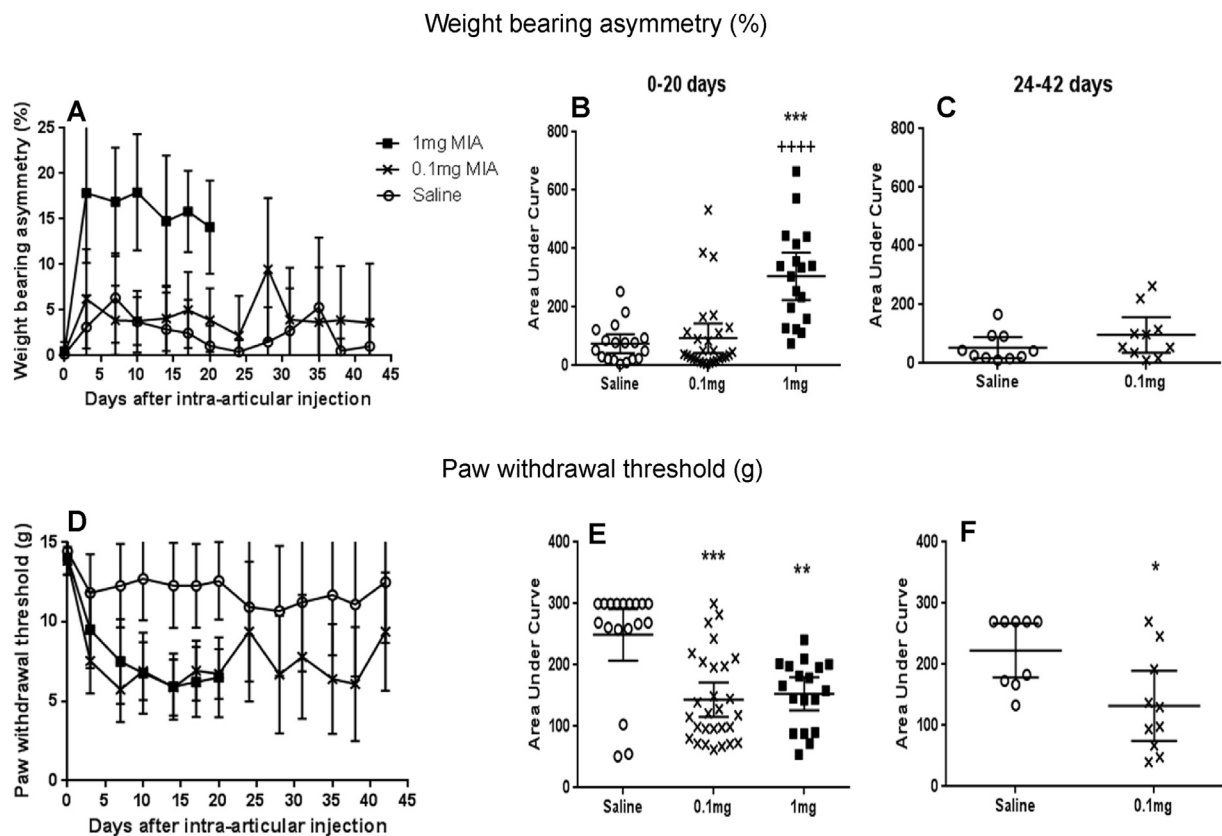 Weight bearing asymmetry (%)
A
Weight bearing asymmetry (%)
25
20
15
10
5
0
0 5 10 15 20 25 30 35 40 45
Days after intra-articular injection
1mg MIA
0.1mg MIA
Saline
B
0-20 days
***
++++
Area Under Curve
800
600
400
200
0
Saline 0.1mg 1mg
C
24-42 days
Area Under Curve
800
600
400
200
0
Saline 0.1mg
Paw withdrawal threshold (g)
D
Paw withdrawal threshold (g)
15
10
5
0
0 5 10 15 20 25 30 35 40 45
Days after intra-articular injection
E
*** **
Area Under Curve
400
300
200
100
0
Saline 0.1mg 1mg
F
*
Area Under Curve
400
300
200
100
0
Saline 0.1mg